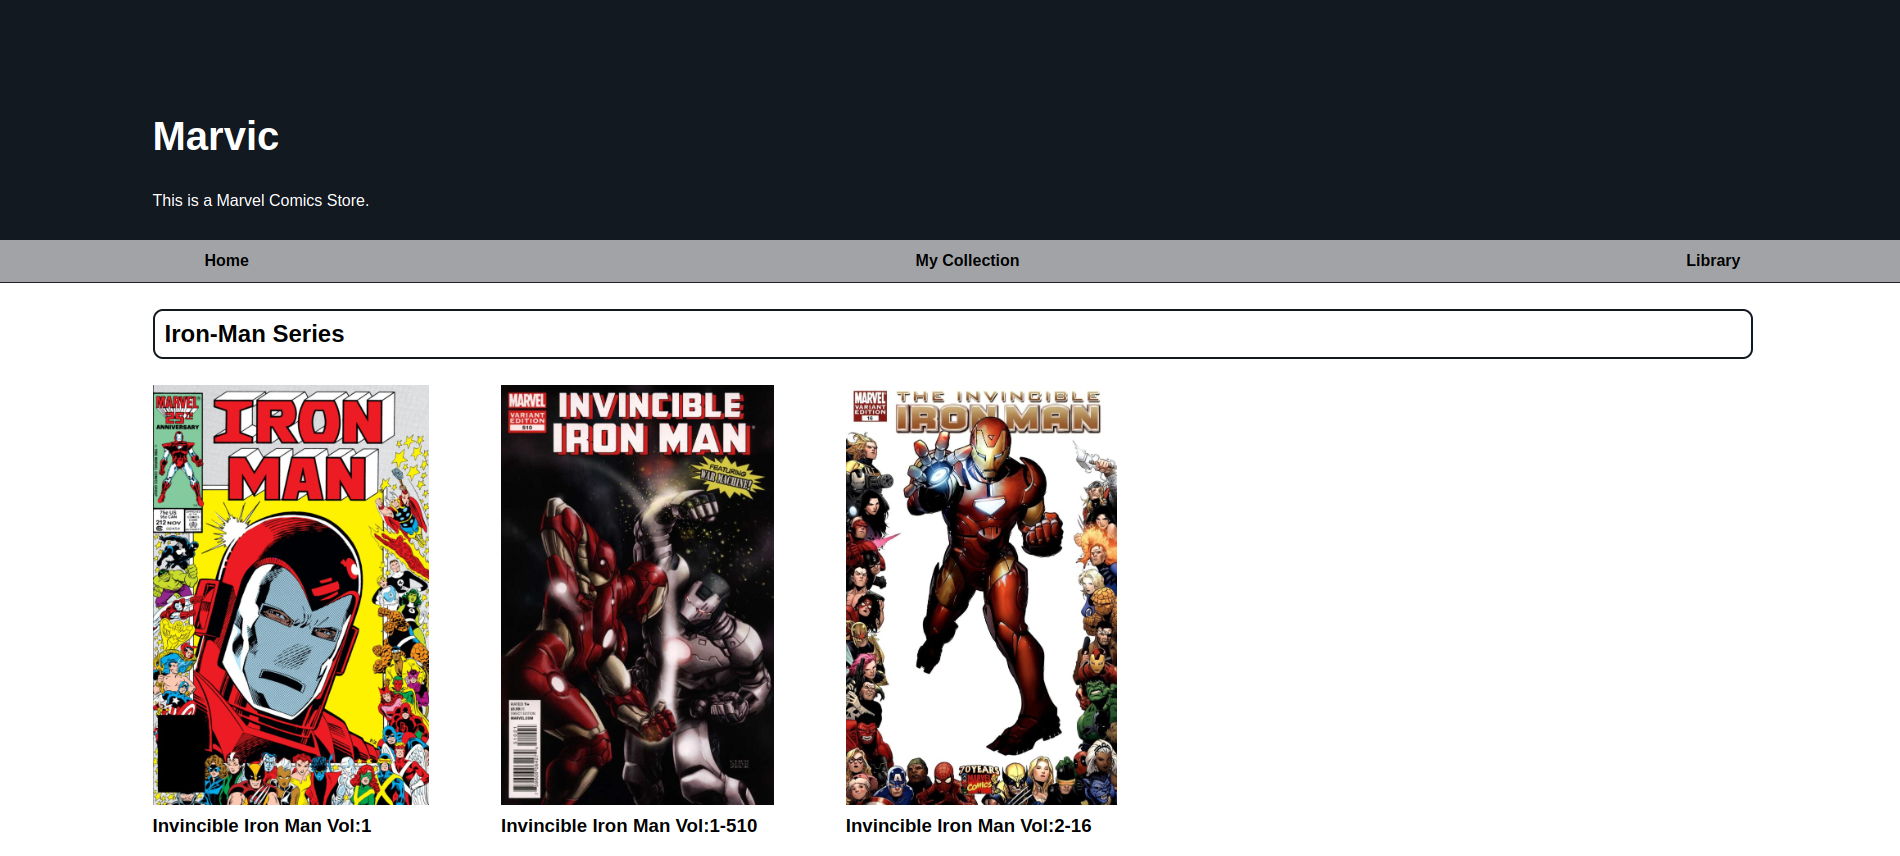 Marvic
This is a Marvel Comics Store.
Home
My Collection
Library
Iron-Man Series
MARVEL
25TH
ANNIVERSARY
IRON
MAN
212 NOV
MARVEL
VARIANT
EDITION
510
INVINCIBLE
IRON MAN
FEATURING
WAR MACHINE!
MARVEL
VARIANT
EDITION
16
THE INVINCIBLE
IRON MAN
70 YEARS
MARVEL
COMICS
Invincible Iron Man Vol:1
Invincible Iron Man Vol:1-510
Invincible Iron Man Vol:2-16